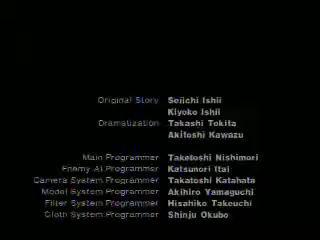 Original Story Seiichi Ishii
Kiyoko Ishii
Dramatization Takashi Tokita
Akitoshi Kawazu
Main Programmer Taketoshi Nishimori
Enemy AI Programmer Katsunori Itai
Camera System Programmer Takatoshi Katahata
Model System Programmer Akihiro Yamaguchi
Filter System Programmer Hisahiko Takeuchi
Cloth System Programmer Shinju Okubo